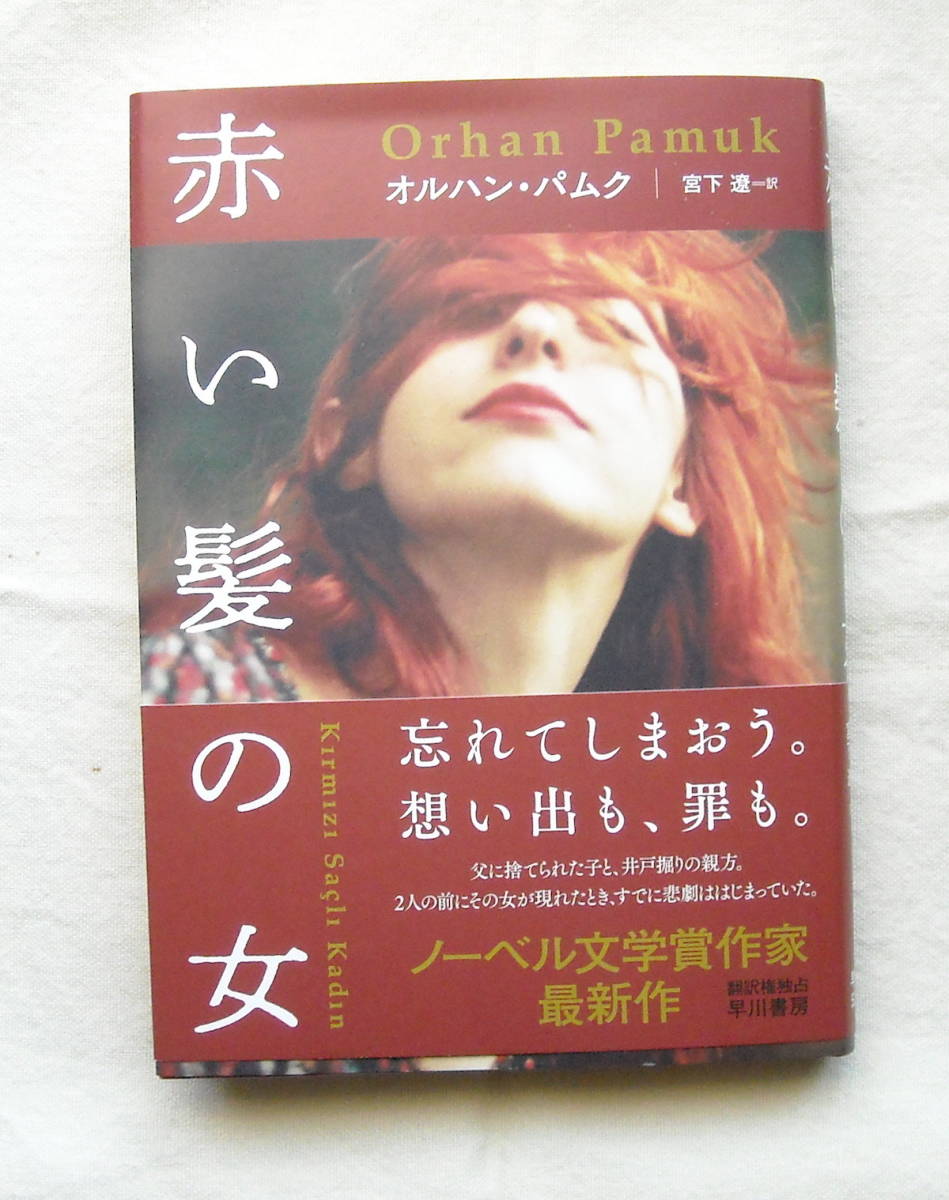 赤い髪の女
Orhan Pamuk
オルハン・パムク
宮下 遼=訳
Kırmızı Saçlı Kadın
忘れてしまおう。
想い出も、罪も。
父に捨てられた子と、井戸掘りの親方。
2人の前にその女が現れたとき、すでに悲劇ははじまっていた。
ノーベル文学賞作家
最新作
翻訳権独占
早川書房